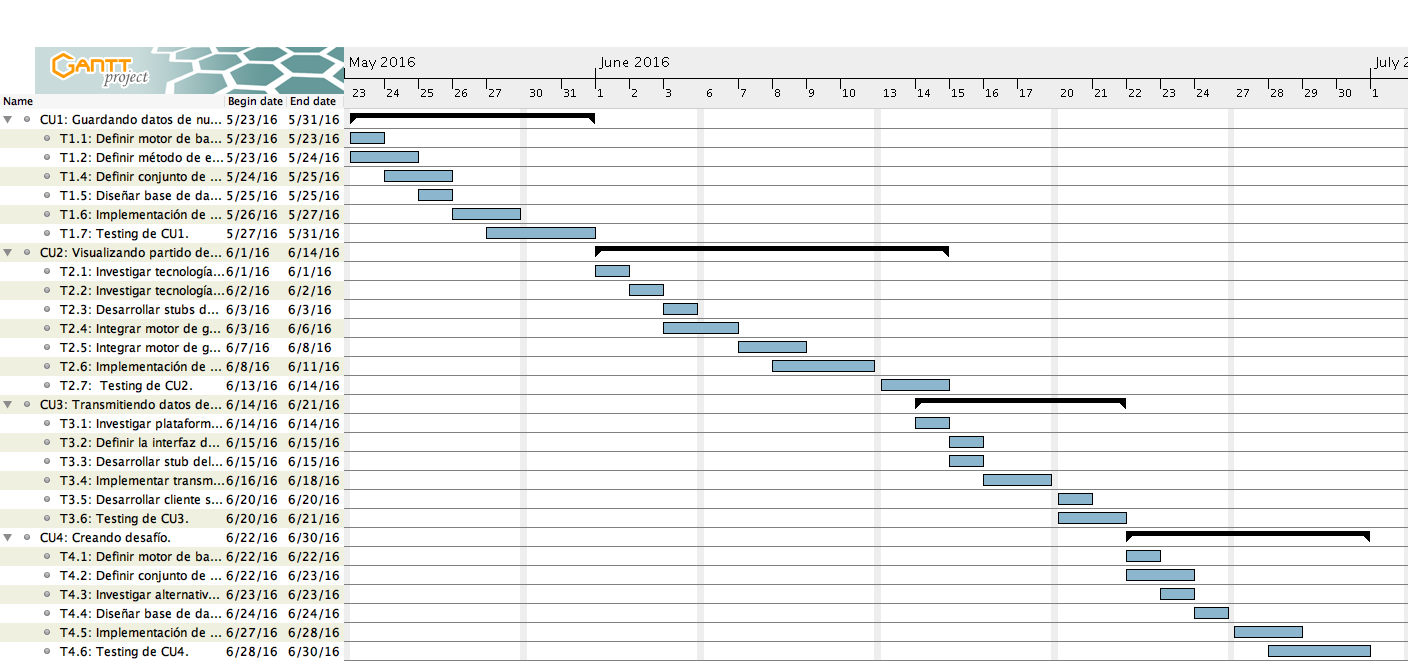 GANTT
project
May 2016 June 2016 July 2
23 24 25 26 27 30 31 1 2 3 6 7 8 9 10 13 14 15 16 17 20 21 22 23 24 27 28 29 30 1
Name Begin date End date
CU1: Guardando datos de nu... 5/23/16 5/31/16
T1.1: Definir motor de ba... 5/23/16 5/23/16
T1.2: Definir método de e... 5/23/16 5/24/16
T1.4: Definir conjunto de ... 5/24/16 5/25/16
T1.5: Diseñar base de da... 5/25/16 5/25/16
T1.6: Implementación de ... 5/26/16 5/27/16
T1.7: Testing de CU1. 5/27/16 5/31/16
CU2: Visualizando partido de... 6/1/16 6/14/16
T2.1: Investigar tecnología... 6/1/16 6/1/16
T2.2: Investigar tecnología... 6/2/16 6/2/16
T2.3: Desarrollar stubs d... 6/3/16 6/3/16
T2.4: Integrar motor de g... 6/3/16 6/6/16
T2.5: Integrar motor de g... 6/7/16 6/8/16
T2.6: Implementación de ... 6/8/16 6/11/16
T2.7: Testing de CU2. 6/13/16 6/14/16
CU3: Transmitiendo datos de... 6/14/16 6/21/16
T3.1: Investigar plataform... 6/14/16 6/14/16
T3.2: Definir la interfaz d... 6/15/16 6/15/16
T3.3: Desarrollar stub del... 6/15/16 6/15/16
T3.4: Implementar transm... 6/16/16 6/18/16
T3.5: Desarrollar cliente s... 6/20/16 6/20/16
T3.6: Testing de CU3. 6/20/16 6/21/16
CU4: Creando desafío. 6/22/16 6/30/16
T4.1: Definir motor de ba... 6/22/16 6/22/16
T4.2: Definir conjunto de ... 6/22/16 6/23/16
T4.3: Investigar alternativ... 6/23/16 6/23/16
T4.4: Diseñar base de da... 6/24/16 6/24/16
T4.5: Implementación de ... 6/27/16 6/28/16
T4.6: Testing de CU4. 6/28/16 6/30/16